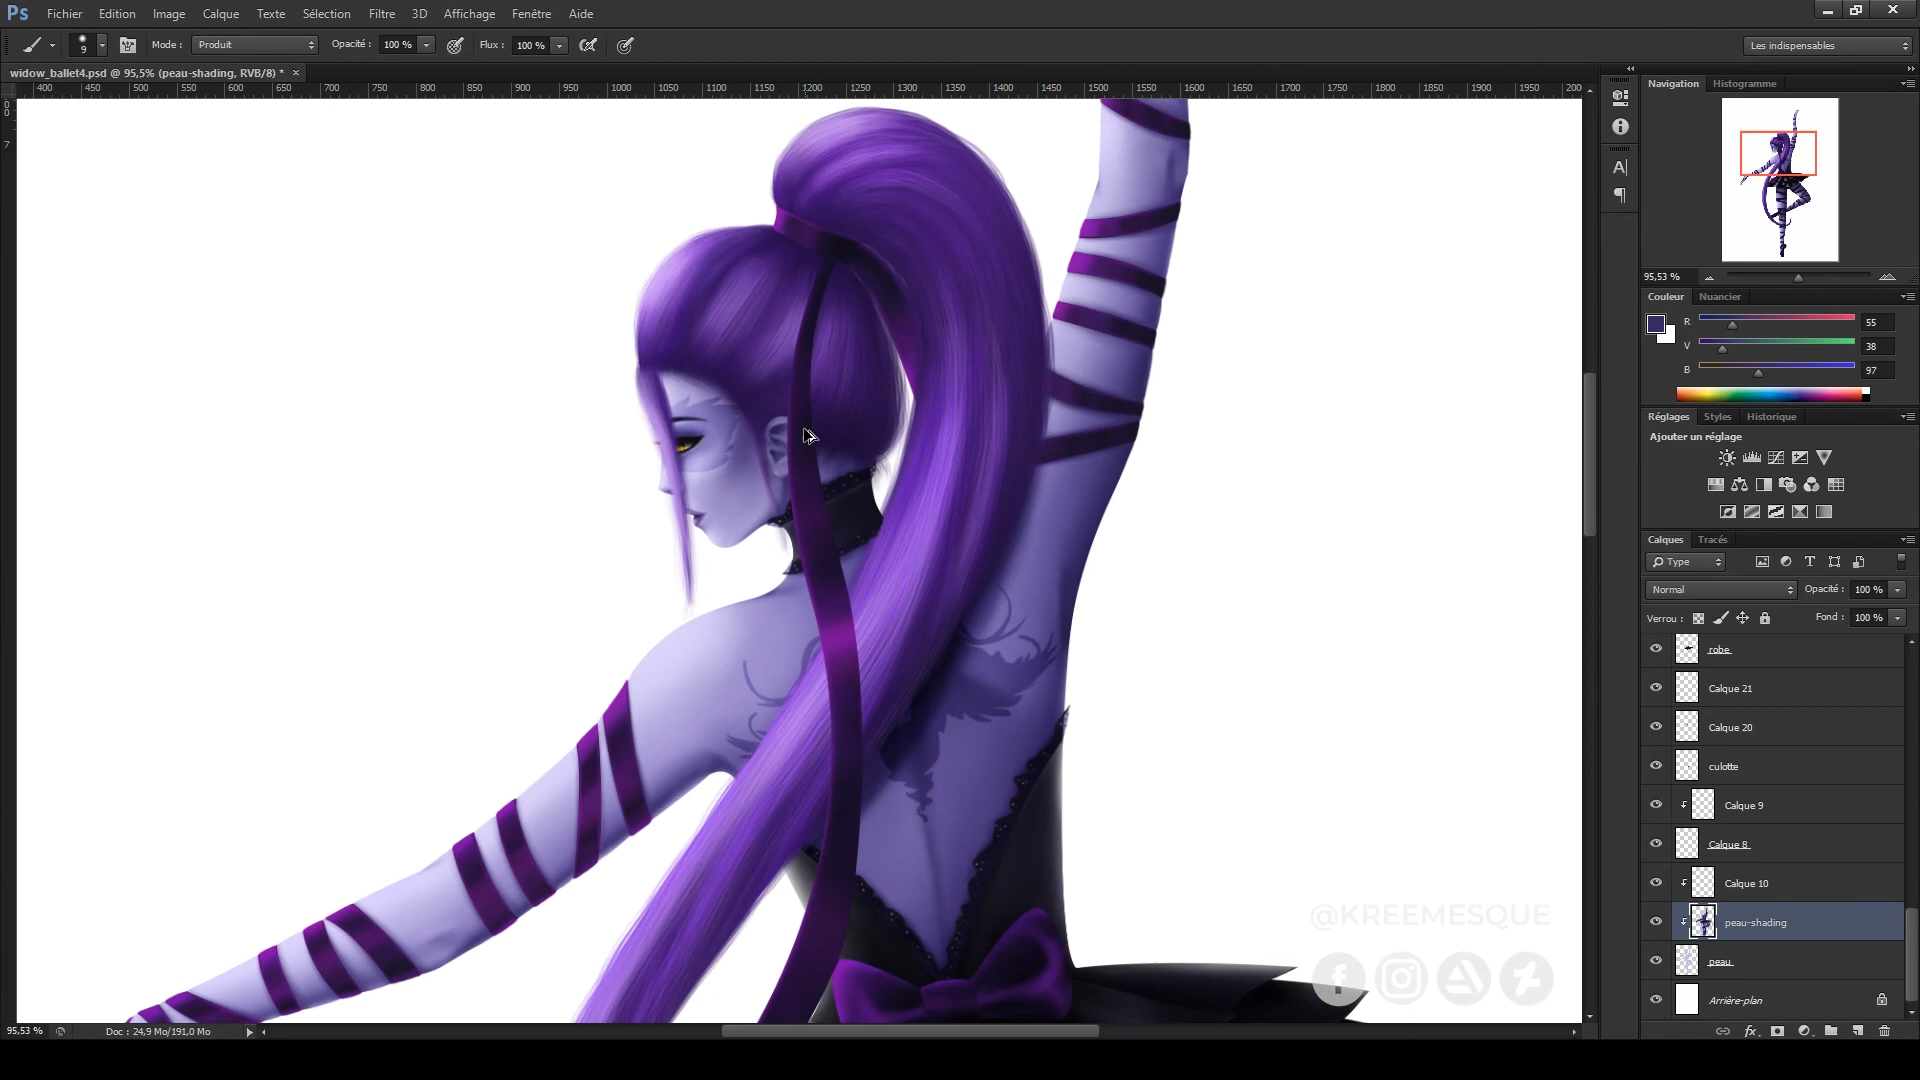 Ps Fichier Edition Image Calque Texte Sélection Filtre 3D Affichage Fenêtre Aide
9 Mode : Produit Opacité : 100 % Flux : 100 % Les indispensables
widow_ballet4.psd @ 95,5% (peau-shading, RVB/8) * ×
400 450 500 550 600 650 700 750 800 850 900 950 1000 1050 1100 1150 1200 1250 1300 1350 1400 1450 1500 1550 1600 1650 1700 1750 1800 1850 1900 1950 2000
Navigation Histogramme
95,53 %
Couleur Nuancier
R 55
V 38
B 97
Réglages Styles Historique
Ajouter un réglage
Calques Tracés
Type
Normal Opacité : 100 %
Verrou : Fond : 100 %
robe
Calque 21
Calque 20
culotte
Calque 9
Calque 8
Calque 10
peau-shading
peau
Arrière-plan
@KREEMESQUE
95,53 % Doc : 24,9 Mo/191,0 Mo